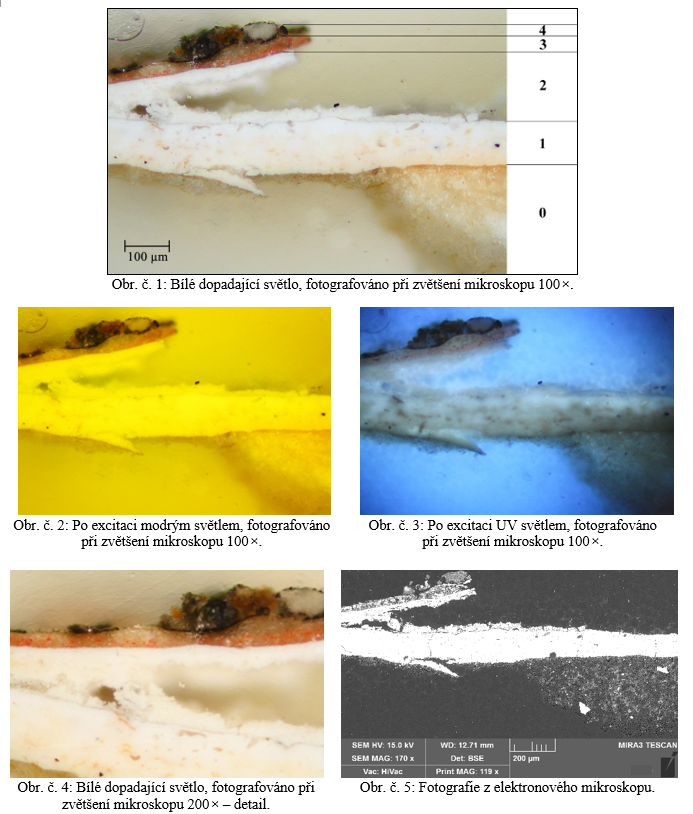 4
3
2
1
0
100 µm
Obr. č. 1: Bílé dopadající světlo, fotografováno při zvětšení mikroskopu 100×.
Obr. č. 2: Po excitaci modrým světlem, fotografováno
při zvětšení mikroskopu 100×.
Obr. č. 3: Po excitaci UV světlem, fotografováno
při zvětšení mikroskopu 100×.
SEM HV: 15.0 kV WD: 12.71 mm MIRA3 TESCAN
SEM MAG: 170 x Det: BSE 200 µm
Vac: HiVac Print MAG: 119 x
Obr. č. 4: Bílé dopadající světlo, fotografováno při
zvětšení mikroskopu 200× – detail.
Obr. č. 5: Fotografie z elektronového mikroskopu.